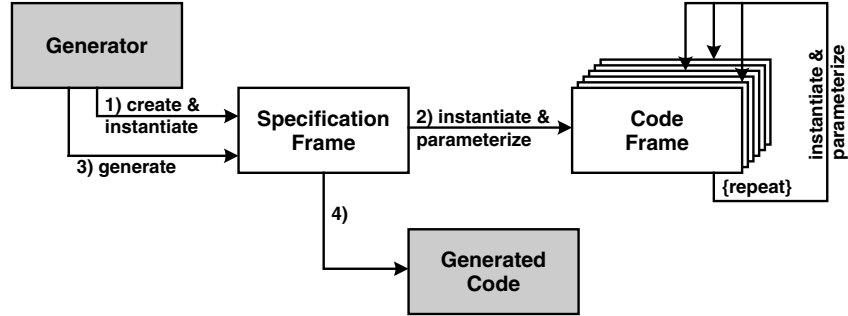 Generator
1) create &
instantiate
3) generate
Specification
Frame
2) instantiate &
parameterize
Code
Frame
instantiate &
parameterize
{repeat}
4)
Generated
Code